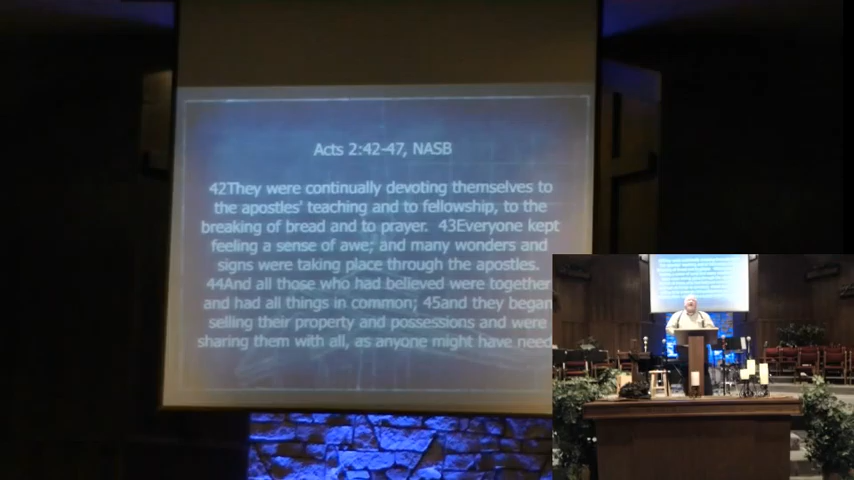 Acts 2:42-47, NASB
42They were continually devoting themselves to
the apostles' teaching and to fellowship, to the
breaking of bread and to prayer. 43Everyone kept
feeling a sense of awe; and many wonders and
signs were taking place through the apostles.
44And all those who had believed were together
and had all things in common; 45and they began
selling their property and possessions and were
sharing them with all, as anyone might have need.